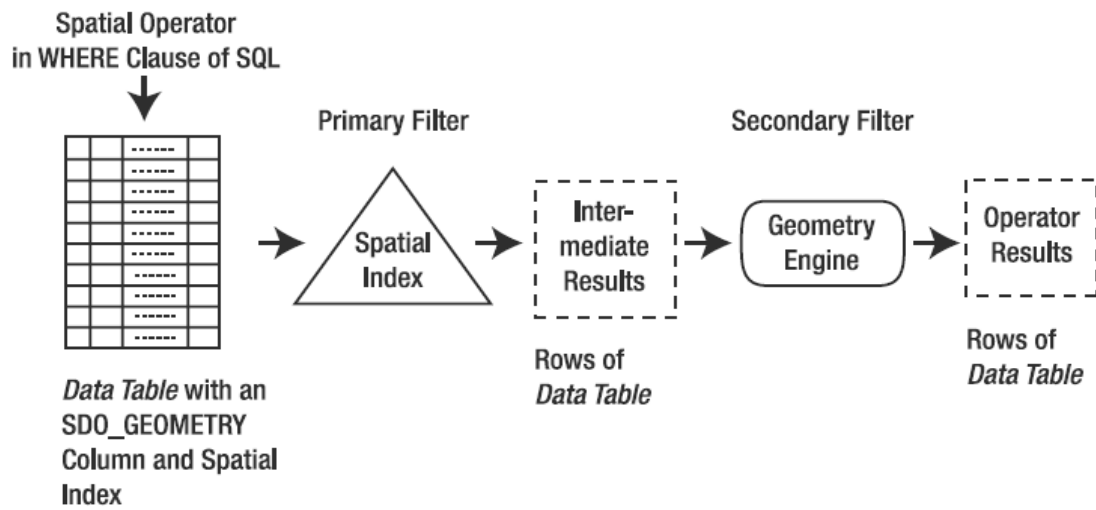 Spatial Operator
in WHERE Clause of SQL
Primary Filter
Secondary Filter
Spatial
Index
Inter-
mediate
Results
Geometry
Engine
Operator
Results
Rows of
Data Table
Rows of
Data Table
Data Table with an
SDO_GEOMETRY
Column and Spatial
Index